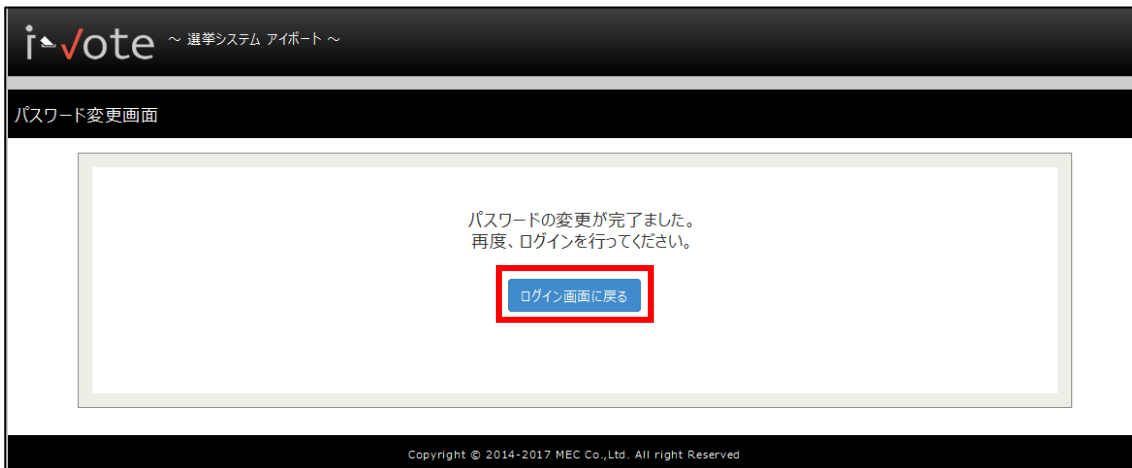 i-vote ~ 選挙システム アイボート ~
パスワード変更画面
パスワードの変更が完了ました。
再度、ログインを行ってください。
ログイン画面に戻る
Copyright © 2014-2017 MEC Co.,Ltd. All right Reserved